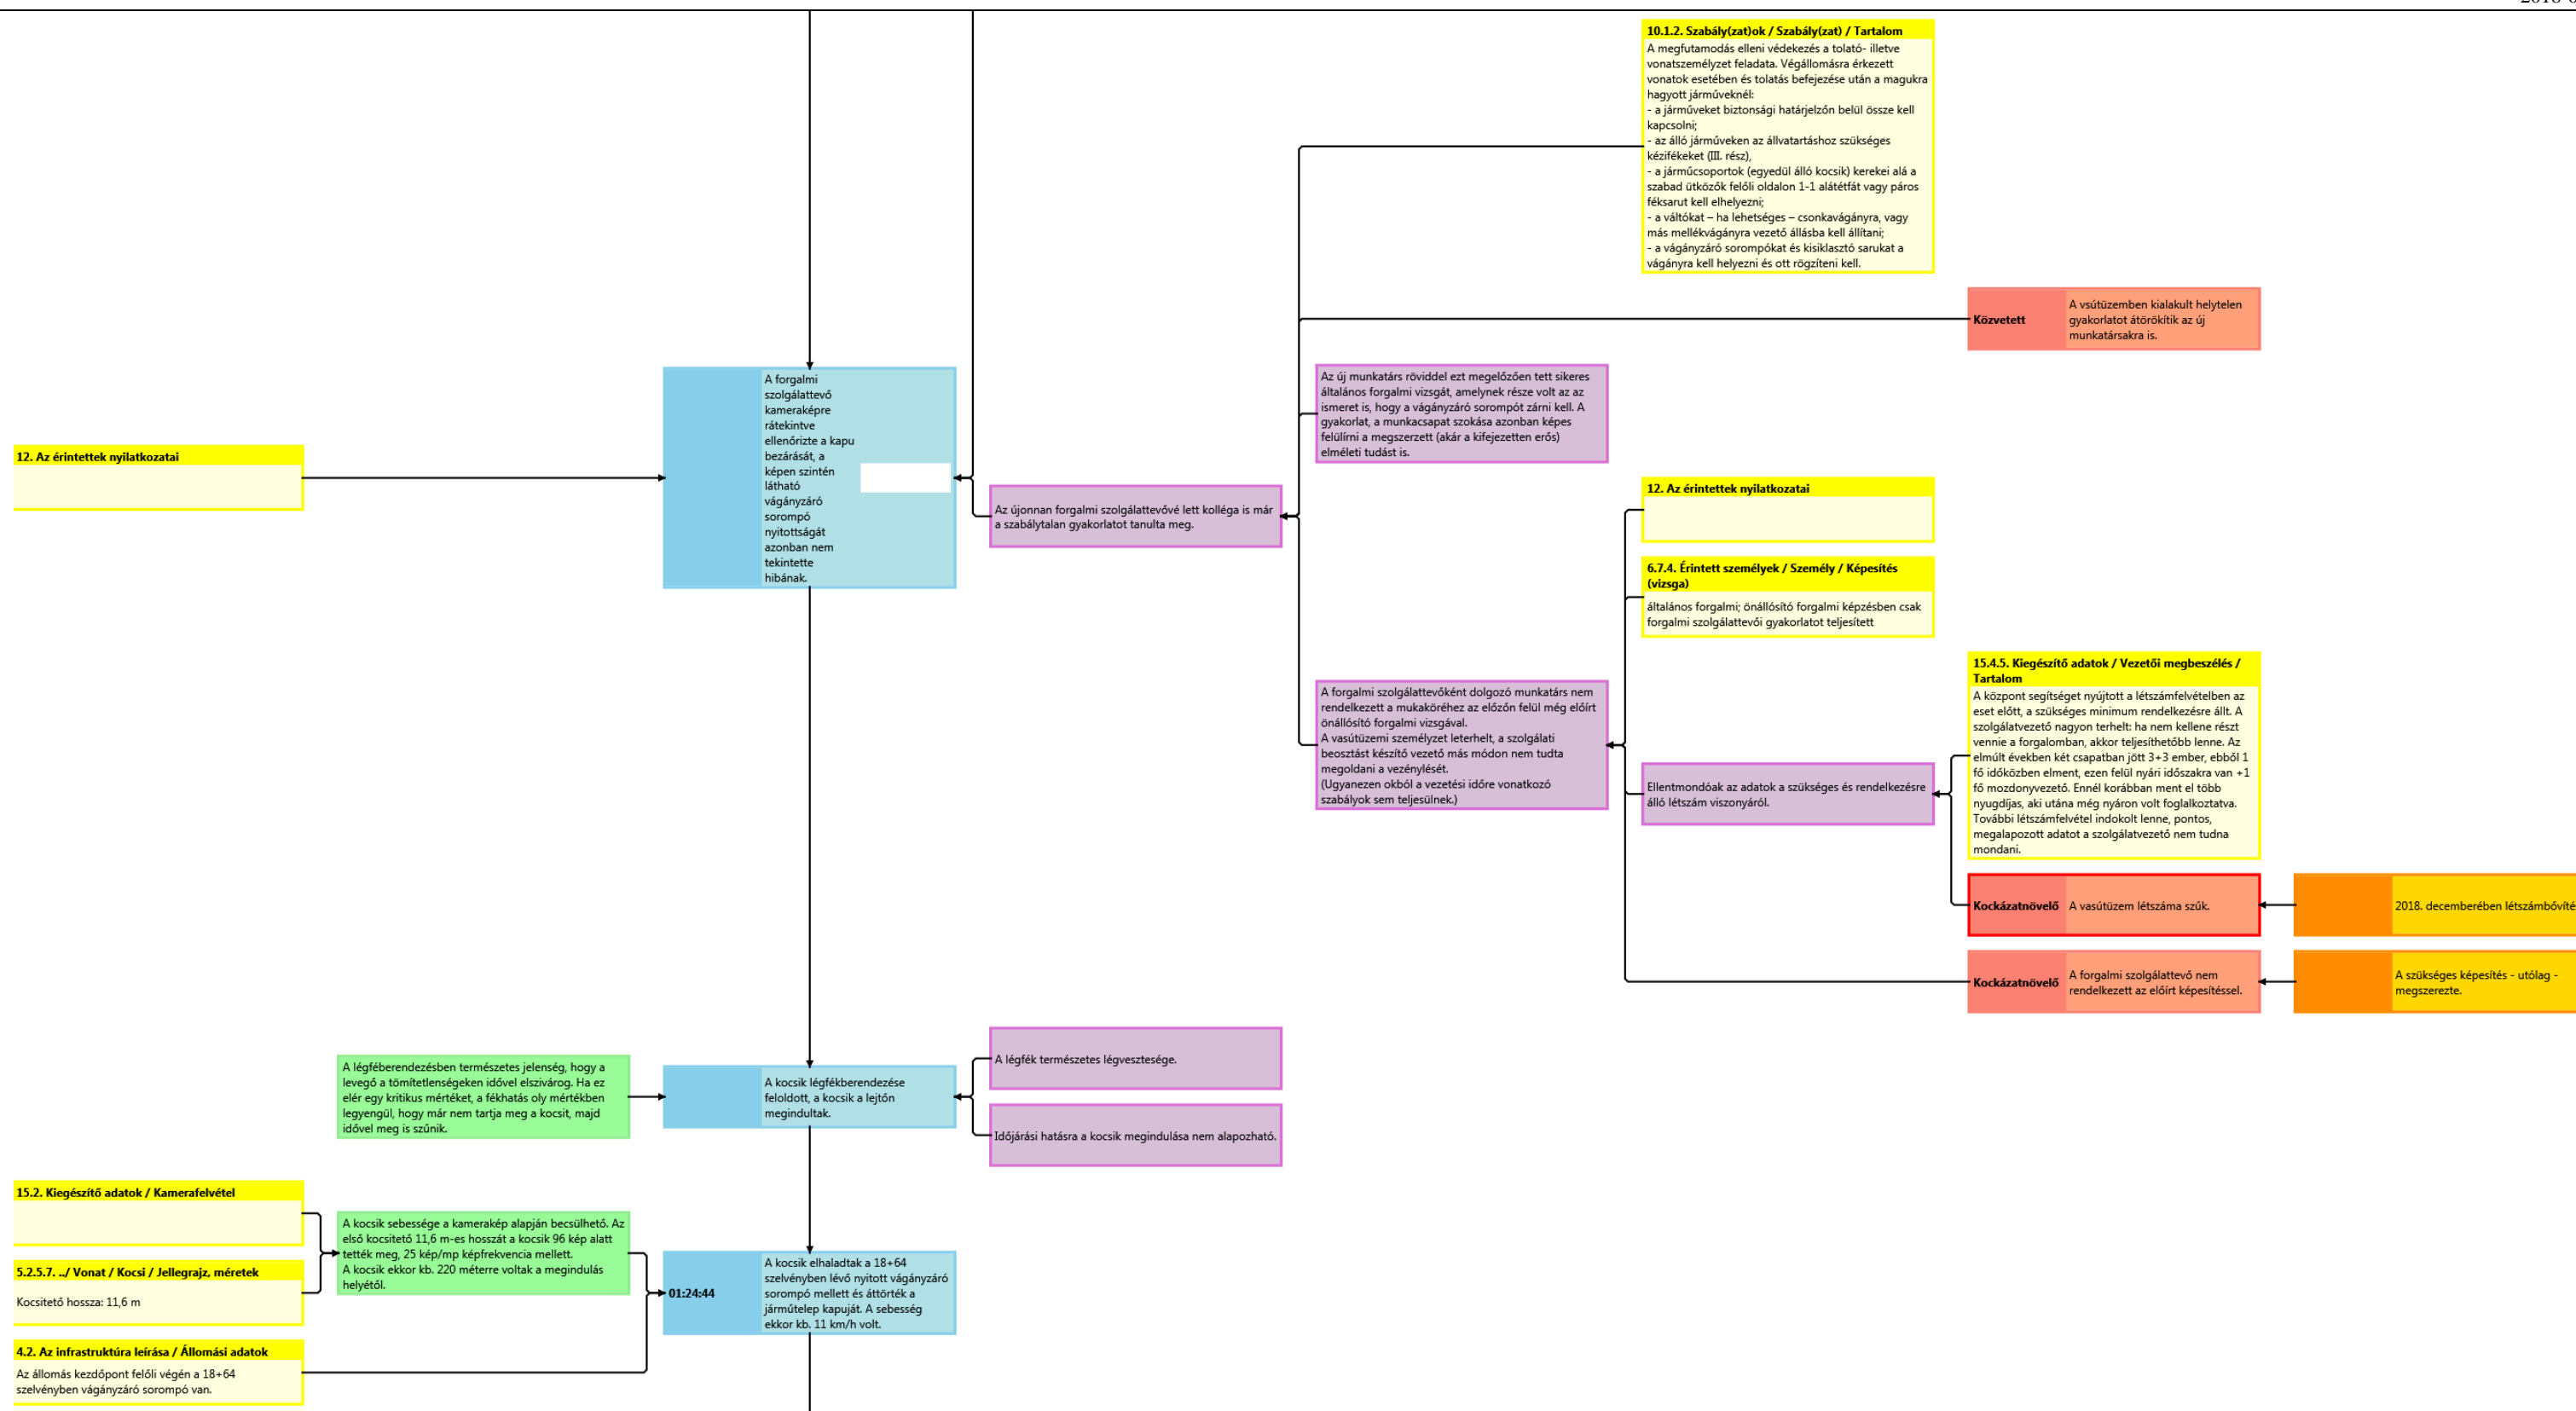 10.1.2. Szabály(zat)ok / Szabály(zat) / Tartalom
A megfutamodás elleni védekezés a tolató- illetve
vonatszemélyzet feladata. Végállomásra érkezett
vonatok esetében és tolatás befejezése után a magukra
hagyott járműveknél:
- a járműveket biztonsági határjelzőn belül össze kell
kapcsolni;
- az álló járműveken az állvatartáshoz szükséges
kézifékeket (III. rész),
- a járműcsoportok (egyedül álló kocsik) kerekei alá a
szabad ütközők felőli oldalon 1-1 alátétfát vagy páros
féksarut kell elhelyezni;
- a váltókat – ha lehetséges – csonkavágányra, vagy
más mellékvágányra vezető állásba kell állítani;
- a vágányzáró sorompókat és kisiklasztó sarukat a
vágányra kell helyezni és ott rögzíteni kell.
Közvetett
A vsútüzemben kialakult helytelen
gyakorlatot átörökítik az új
munkatársakra is.
Az új munkatárs röviddel ezt megelőzően tett sikeres
általános forgalmi vizsgát, amelynek része volt az az
ismeret is, hogy a vágányzáró sorompót zárni kell. A
gyakorlat, a munkacsapat szokása azonban képes
felülírni a megszerzett (akár a kifejezetten erős)
elméleti tudást is.
12. Az érintettek nyilatkozatai
A forgalmi
szolgálattevő
kameraképre
rátekintve
ellenőrizte a kapu
bezárását, a
képen szintén
látható
vágányzáró
sorompó
nyitottságát
azonban nem
tekintette
hibának.
Az újonnan forgalmi szolgálattevővé lett kolléga is már
a szabálytalan gyakorlatot tanulta meg.
12. Az érintettek nyilatkozatai
6.7.4. Érintett személyek / Személy / Képesítés
(vizsga)
általános forgalmi; önállósító forgalmi képzésben csak
forgalmi szolgálattevői gyakorlatot teljesített
A forgalmi szolgálattevőként dolgozó munkatárs nem
rendelkezett a mukaköréhez az előzőn felül még előírt
önállósító forgalmi vizsgával.
A vasútüzemi személyzet leterhelt, a szolgálati
beosztást készítő vezető más módon nem tudta
megoldani a vezénylését.
(Ugyanezen okból a vezetési időre vonatkozó
szabályok sem teljesülnek.)
Ellentmondóak az adatok a szükséges és rendelkezésre
álló létszám viszonyáról.
15.4.5. Kiegészítő adatok / Vezetői megbeszélés /
Tartalom
A központ segítséget nyújtott a létszámfelvételben az
eset előtt, a szükséges minimum rendelkezésre állt. A
szolgálatvezető nagyon terhelt: ha nem kellene részt
vennie a forgalomban, akkor teljesíthetőbb lenne. Az
elmúlt években két csapatban jött 3+3 ember, ebből 1
fő időközben elment, ezen felül nyári időszakra van +1
fő mozdonyvezető. Ennél korábban ment el több
nyugdíjas, aki utána még nyáron volt foglalkoztatva.
További létszámfelvétel indokolt lenne, pontos,
megalapozott adatot a szolgálatvezető nem tudna
mondani.
Kockázatnövelő
A vasútüzem létszáma szűk.
2018. decemberében létszámbővíté
Kockázatnövelő
A forgalmi szolgálattevő nem
rendelkezett az előírt képesítéssel.
A szükséges képesítés - utólag -
megszerezte.
A légféberendezésben természetes jelenség, hogy a
levegő a tömítetlenségeken idővel elszivárog. Ha ez
elér egy kritikus mértéket, a fékhatás oly mértékben
legyengül, hogy már nem tartja meg a kocsit, majd
idővel meg is szűnik.
A kocsik légfékberendezése
feloldott, a kocsik a lejtőn
megindultak.
A légfék természetes légvesztesége.
Időjárási hatásra a kocsik megindulása nem alapozható.
15.2. Kiegészítő adatok / Kamerafelvétel
5.2.5.7. ../ Vonat / Kocsi / Jellegrajz, méretek
Kocsitető hossza: 11,6 m
4.2. Az infrastruktúra leírása / Állomási adatok
Az állomás kezdőpont felőli végén a 18+64
szelvényben vágányzáró sorompó van.
A kocsik sebessége a kamerakép alapján becsülhető. Az
első kocsitető 11,6 m-es hosszát a kocsik 96 kép alatt
tették meg, 25 kép/mp képfrekvencia mellett.
A kocsik ekkor kb. 220 méterre voltak a megindulás
helyétől.
01:24:44
A kocsik elhaladtak a 18+64
szelvényben lévő nyitott vágányzáró
sorompó mellett és áttörték a
járműtelep kapuját. A sebesség
ekkor kb. 11 km/h volt.